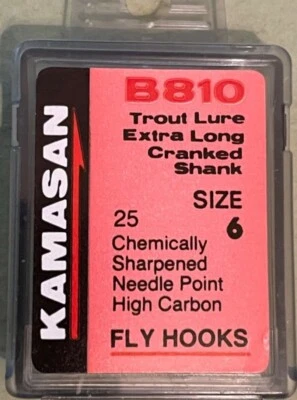 KAMASAN
B810
Trout Lure
Extra Long
Cranked
Shank
SIZE
6
25
Chemically
Sharpened
Needle Point
High Carbon
FLY HOOKS